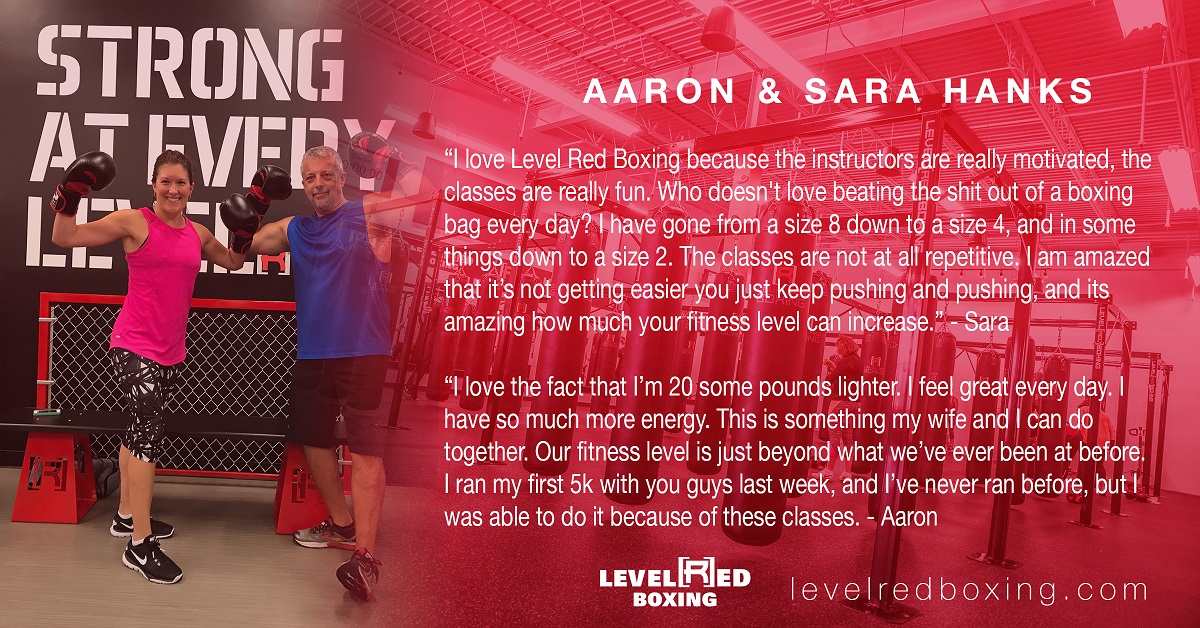 STRONG
AT EVERY
LEVEL
AARON & SARA HANKS
“I love Level Red Boxing because the instructors are really motivated, the
classes are really fun. Who doesn't love beating the shit out of a boxing
bag every day? I have gone from a size 8 down to a size 4, and in some
things down to a size 2. The classes are not at all repetitive. I am amazed
that it’s not getting easier you just keep pushing and pushing, and its
amazing how much your fitness level can increase.” - Sara
“I love the fact that I’m 20 some pounds lighter. I feel great every day. I
have so much more energy. This is something my wife and I can do
together. Our fitness level is just beyond what we’ve ever been at before.
I ran my first 5k with you guys last week, and I’ve never ran before, but I
was able to do it because of these classes. - Aaron
LEVEL RED
BOXING
levelredboxing.com